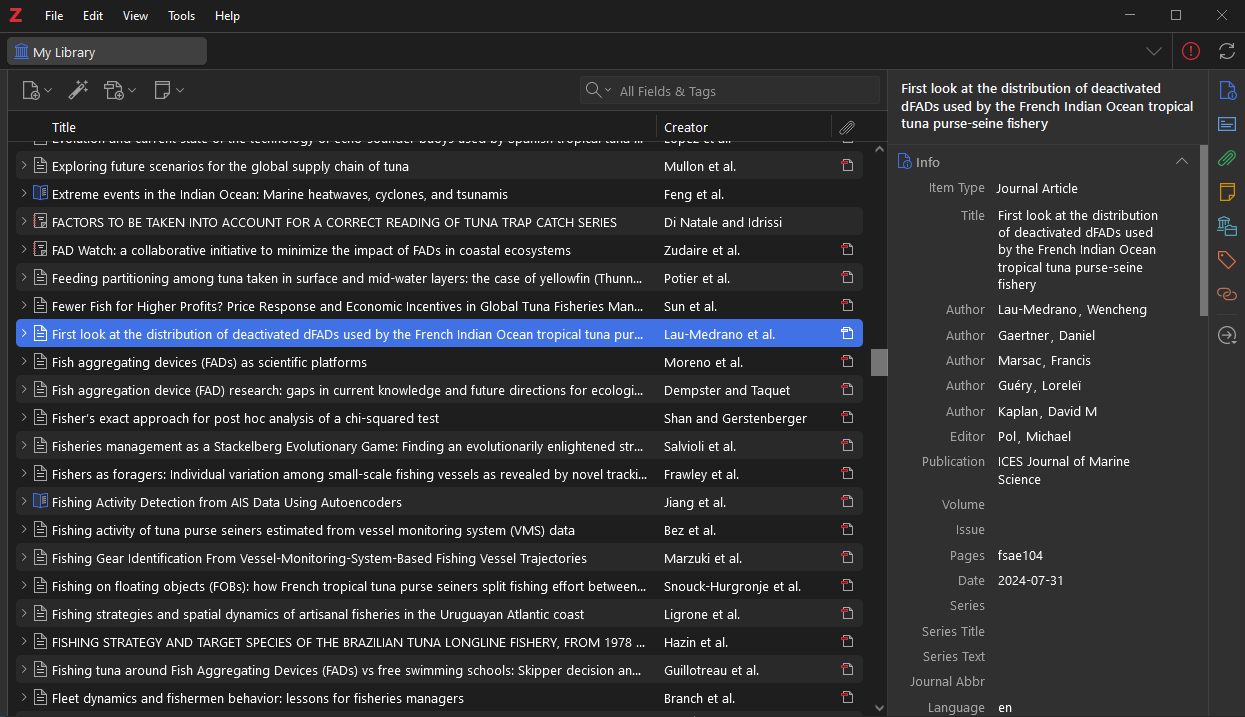 Z File Edit View Tools Help
My Library
All Fields & Tags
Title Creator
Evolution and current state of the technology of echo-sounder buoys used by Spanish tropical tuna ... Lopez et al.
Exploring future scenarios for the global supply chain of tuna Mullon et al.
Extreme events in the Indian Ocean: Marine heatwaves, cyclones, and tsunamis Feng et al.
FACTORS TO BE TAKEN INTO ACCOUNT FOR A CORRECT READING OF TUNA TRAP CATCH SERIES Di Natale and Idrissi
FAD Watch: a collaborative initiative to minimize the impact of FADs in coastal ecosystems Zudaire et al.
Feeding partitioning among tuna taken in surface and mid-water layers: the case of yellowfin (Thunn... Potier et al.
Fewer Fish for Higher Profits? Price Response and Economic Incentives in Global Tuna Fisheries Man... Sun et al.
First look at the distribution of deactivated dFADs used by the French Indian Ocean tropical tuna pur... Lau-Medrano et al.
Fish aggregating devices (FADs) as scientific platforms Moreno et al.
Fish aggregation device (FAD) research: gaps in current knowledge and future directions for ecologi... Dempster and Taquet
Fisher's exact approach for post hoc analysis of a chi-squared test Shan and Gerstenberger
Fisheries management as a Stackelberg Evolutionary Game: Finding an evolutionarily enlightened str... Salvioli et al.
Fishers as foragers: Individual variation among small-scale fishing vessels as revealed by novel tracki... Frawley et al.
Fishing Activity Detection from AIS Data Using Autoencoders Jiang et al.
Fishing activity of tuna purse seiners estimated from vessel monitoring system (VMS) data Bez et al.
Fishing Gear Identification From Vessel-Monitoring-System-Based Fishing Vessel Trajectories Marzuki et al.
Fishing on floating objects (FOBs): how French tropical tuna purse seiners split fishing effort between... Snouck-Hurgronje et al.
Fishing strategies and spatial dynamics of artisanal fisheries in the Uruguayan Atlantic coast Ligrone et al.
FISHING STRATEGY AND TARGET SPECIES OF THE BRAZILIAN TUNA LONGLINE FISHERY, FROM 1978 ... Hazin et al.
Fishing tuna around Fish Aggregating Devices (FADs) vs free swimming schools: Skipper decision an... Guillotreau et al.
Fleet dynamics and fishermen behavior: lessons for fisheries managers Branch et al.
First look at the distribution of deactivated
dFADs used by the French Indian Ocean tropical
tuna purse-seine fishery
Info
Item Type Journal Article
Title First look at the distribution
of deactivated dFADs used
by the French Indian Ocean
tropical tuna purse-seine
fishery
Author Lau-Medrano, Wencheng
Author Gaertner, Daniel
Author Marsac, Francis
Author Guéry, Loreleï
Author Kaplan, David M
Editor Pol, Michael
Publication ICES Journal of Marine
Science
Volume
Issue
Pages fsae104
Date 2024-07-31
Series
Series Title
Series Text
Journal Abbr
Language en